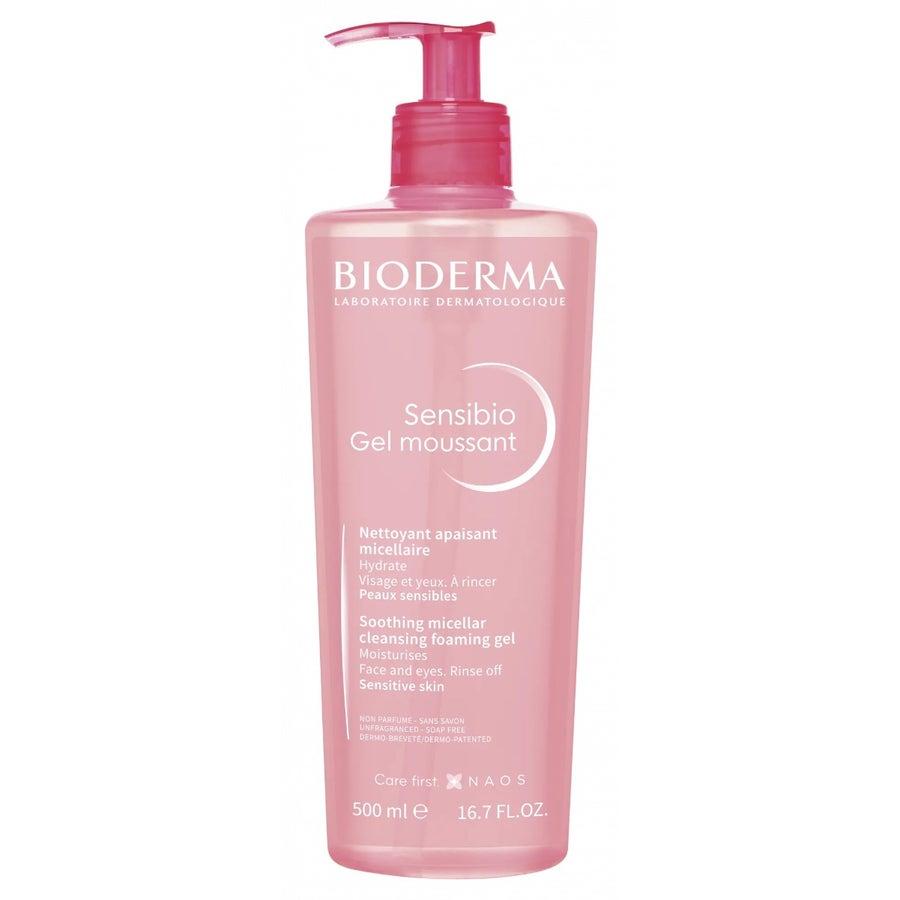 BIODERMA
LABORATOIRE DERMATOLOGIQUE
Sensibio
Gel moussant
Nettoyant apaisant
micellaire
Hydrate
Visage et yeux. À rincer
Peaux sensibles
Soothing micellar
cleansing foaming gel
Moisturises
Face and eyes. Rinse off
Sensitive skin
NON PARFUMÉ - SANS SAVON
UNFRAGRANCED - SOAP FREE
DERMO-BREVETÉ/DERMO-PATENTED
Care first. NAOS
500 ml ℮ 16.7 FL.OZ.